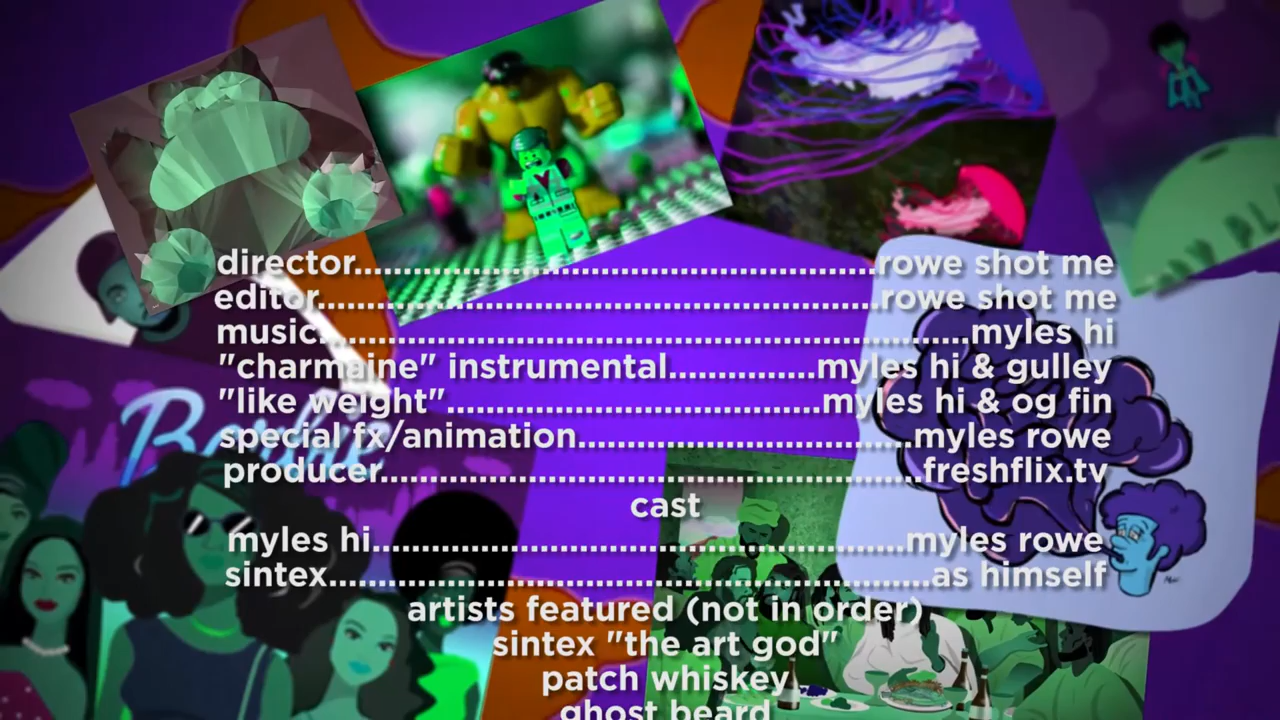 director............................................rowe shot me
editor...............................................rowe shot me
music......................................................myles hi
"charmaine" instrumental...............myles hi & gulley
"like weight"......................................myles hi & og fin
special fx/animation..................................myles rowe
producer......................................................freshflix.tv
cast
myles hi.....................................................myles rowe
sintex............................................................as himself
artists featured (not in order)
sintex "the art god"
patch whiskey
ghost beard